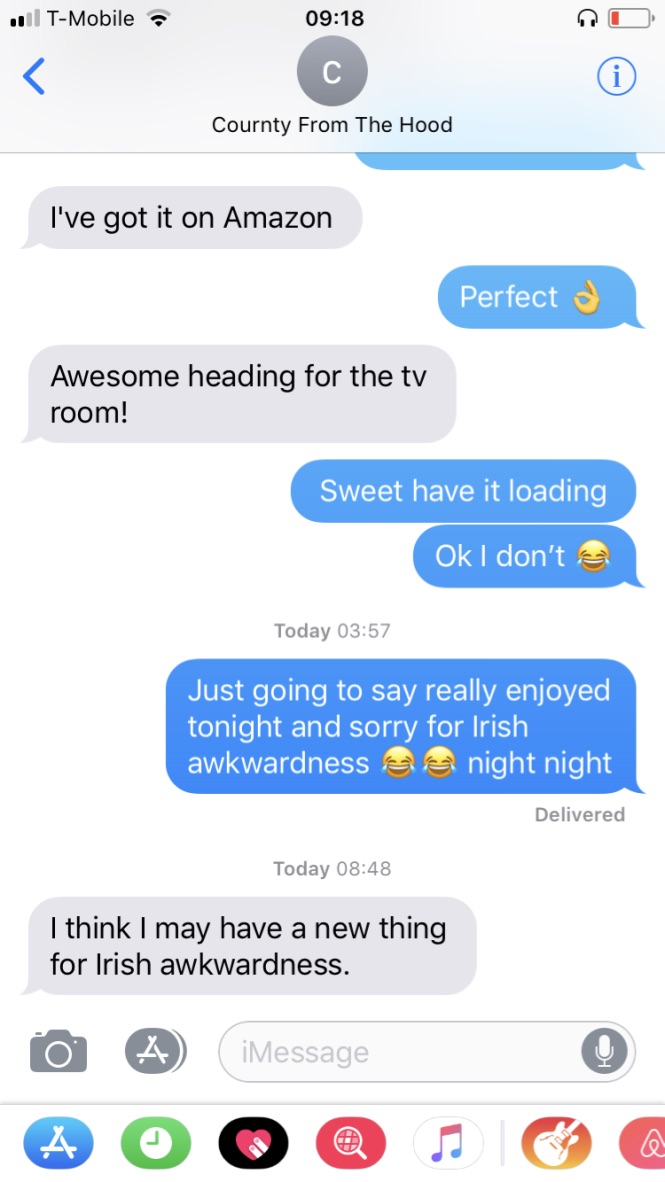 T-Mobile 09:18
C
Cournty From The Hood
I've got it on Amazon
Perfect 👌
Awesome heading for the tv
room!
Sweet have it loading
Ok I don't 😂
Today 03:57
Just going to say really enjoyed
tonight and sorry for Irish
awkwardness 😂😂 night night
Delivered
Today 08:48
I think I may have a new thing
for Irish awkwardness.
iMessage